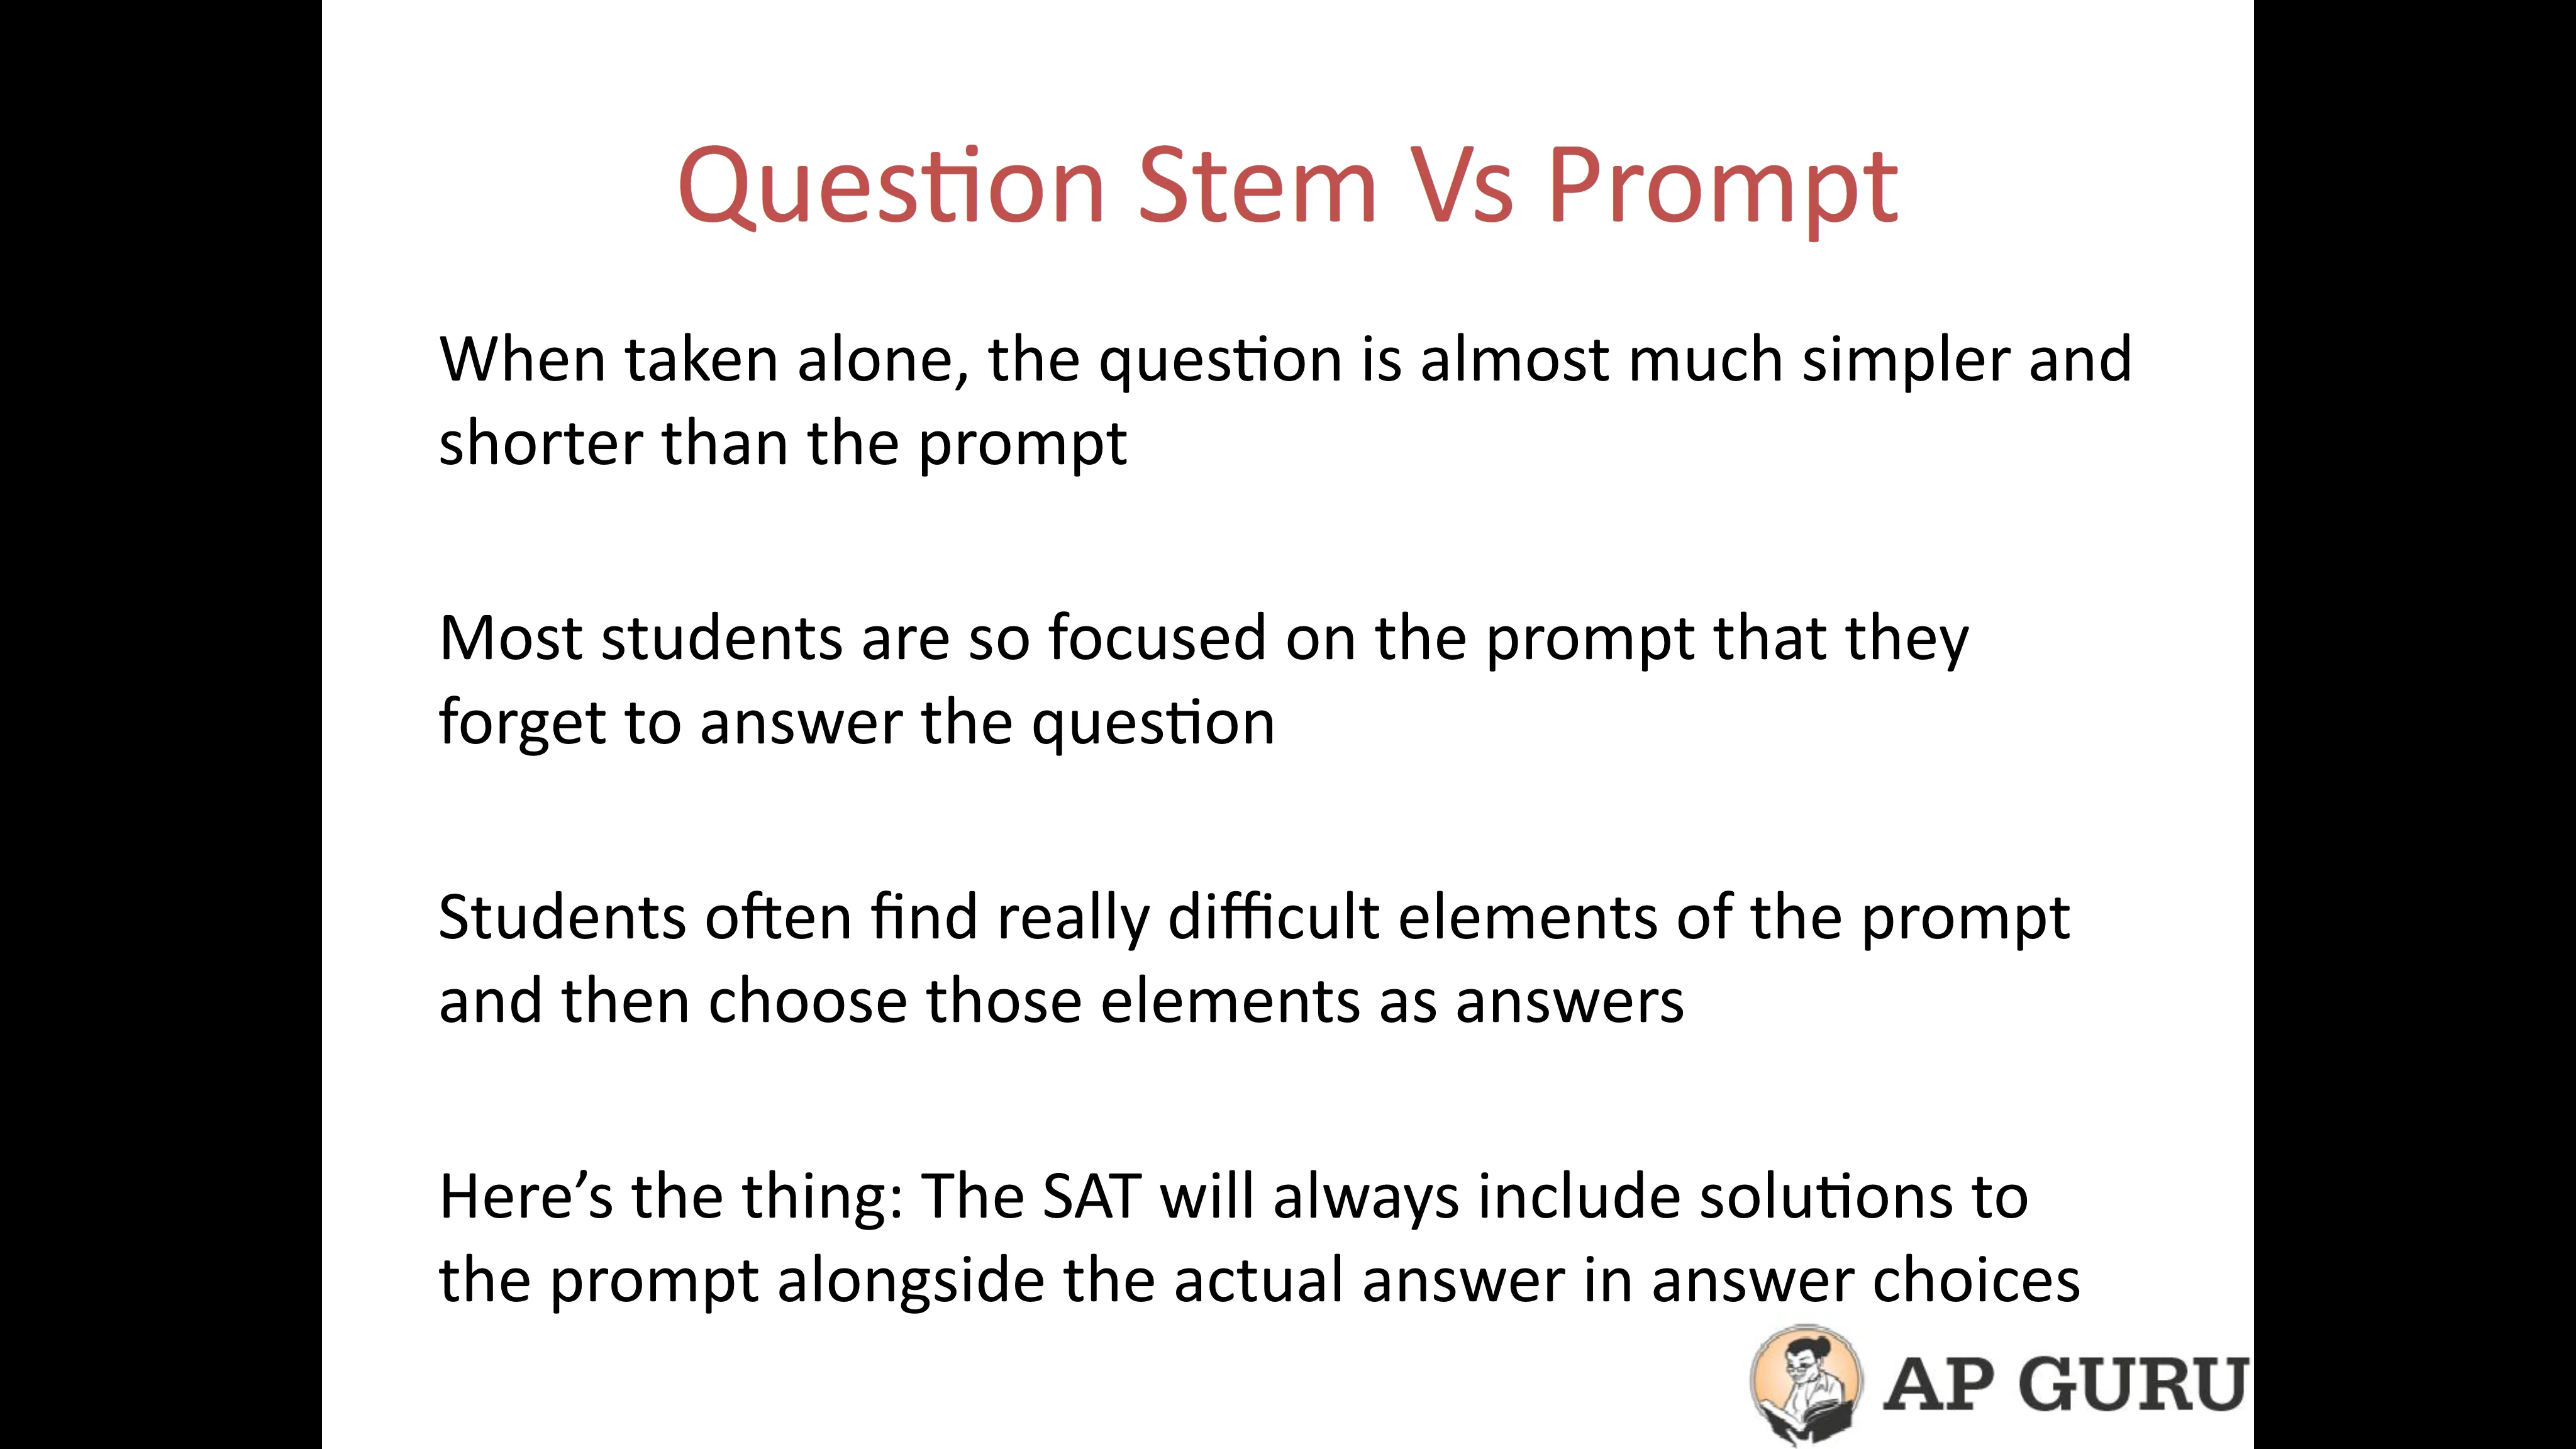 Question Stem Vs Prompt
When taken alone, the question is almost much simpler and
shorter than the prompt
Most students are so focused on the prompt that they
forget to answer the question
Students often find really difficult elements of the prompt
and then choose those elements as answers
Here’s the thing: The SAT will always include solutions to
the prompt alongside the actual answer in answer choices
AP GURU